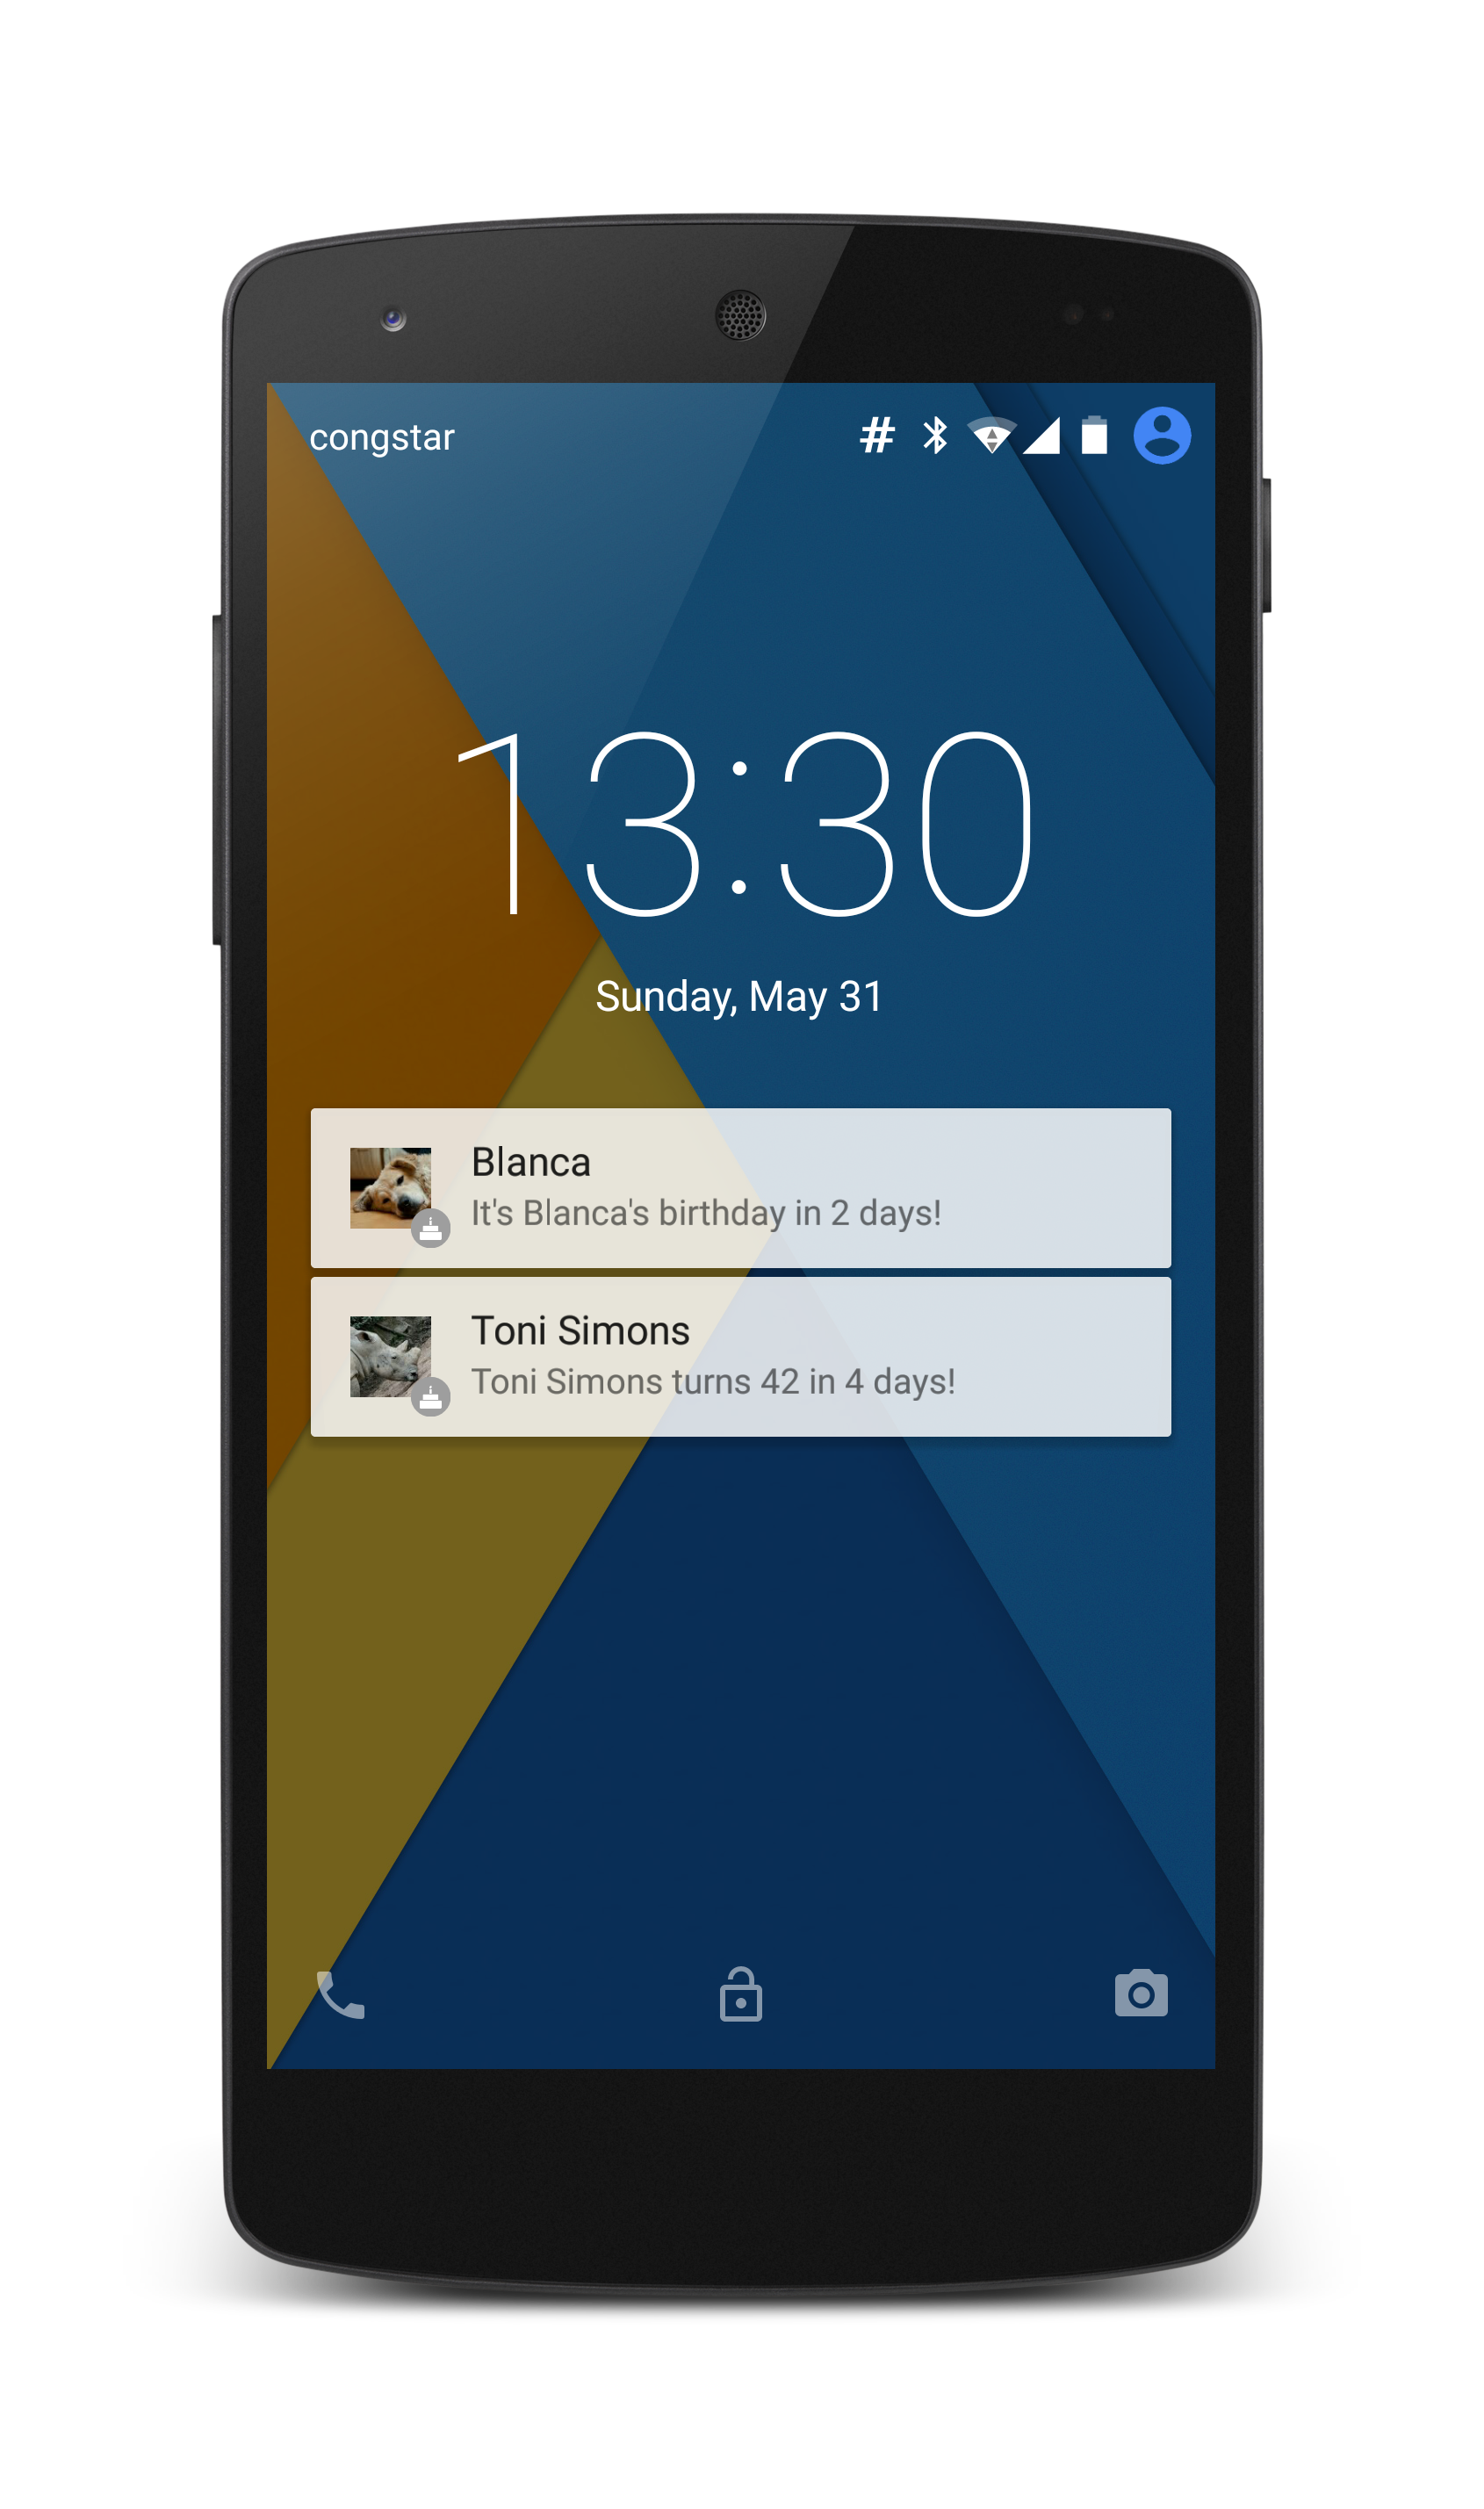 congstar
13:30
Sunday, May 31
Blanca
It's Blanca's birthday in 2 days!
Toni Simons
Toni Simons turns 42 in 4 days!